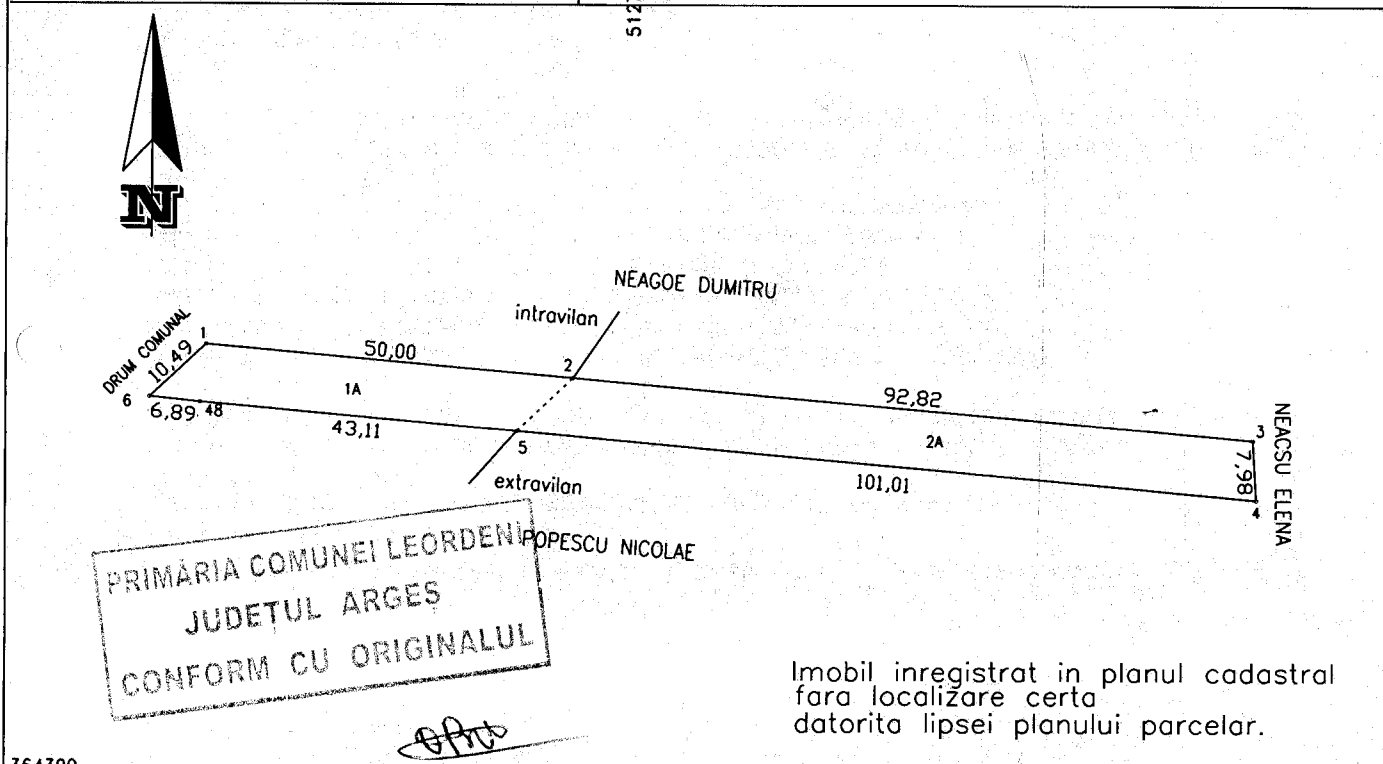 512
N
NEAGOE DUMITRU
intravilan
DRUM COMUNAL
1
10,49
50,00
2
6
6,89
48
1A
43,11
92,82
3
2A
7,98
NEACSU ELENA
5
101,01
4
extravilan
POPESCU NICOLAE
PRIMĂRIA COMUNEI LEORDENI
JUDEȚUL ARGEȘ
CONFORM CU ORIGINALUL
Imobil inregistrat in planul cadastral
fara localizare certa
datorita lipsei planului parcelar.